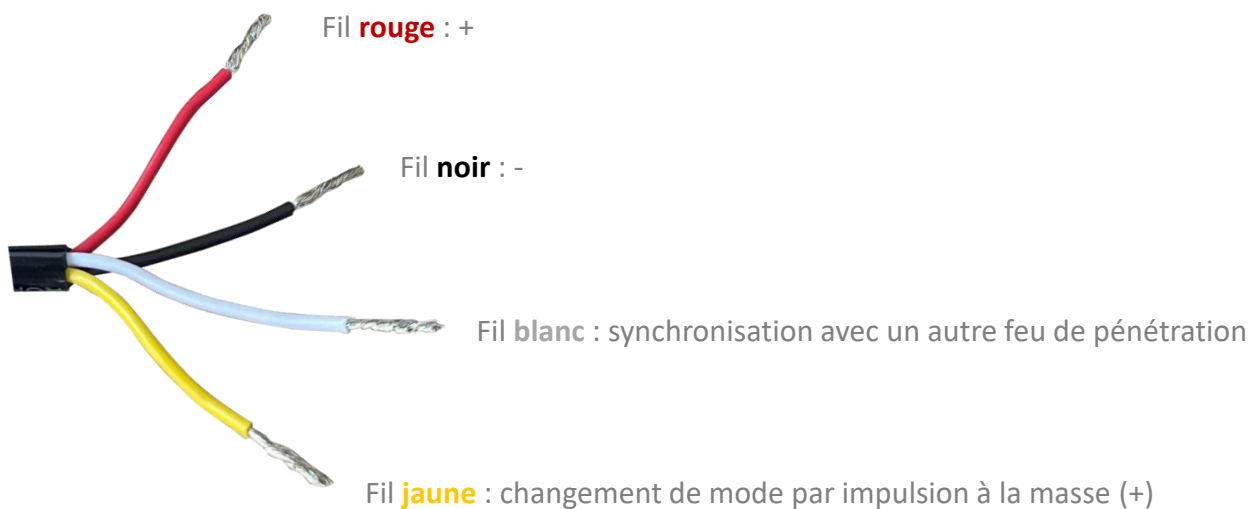 Fil rouge : +
Fil noir : -
Fil blanc : synchronisation avec un autre feu de pénétration
Fil jaune : changement de mode par impulsion à la masse (+)